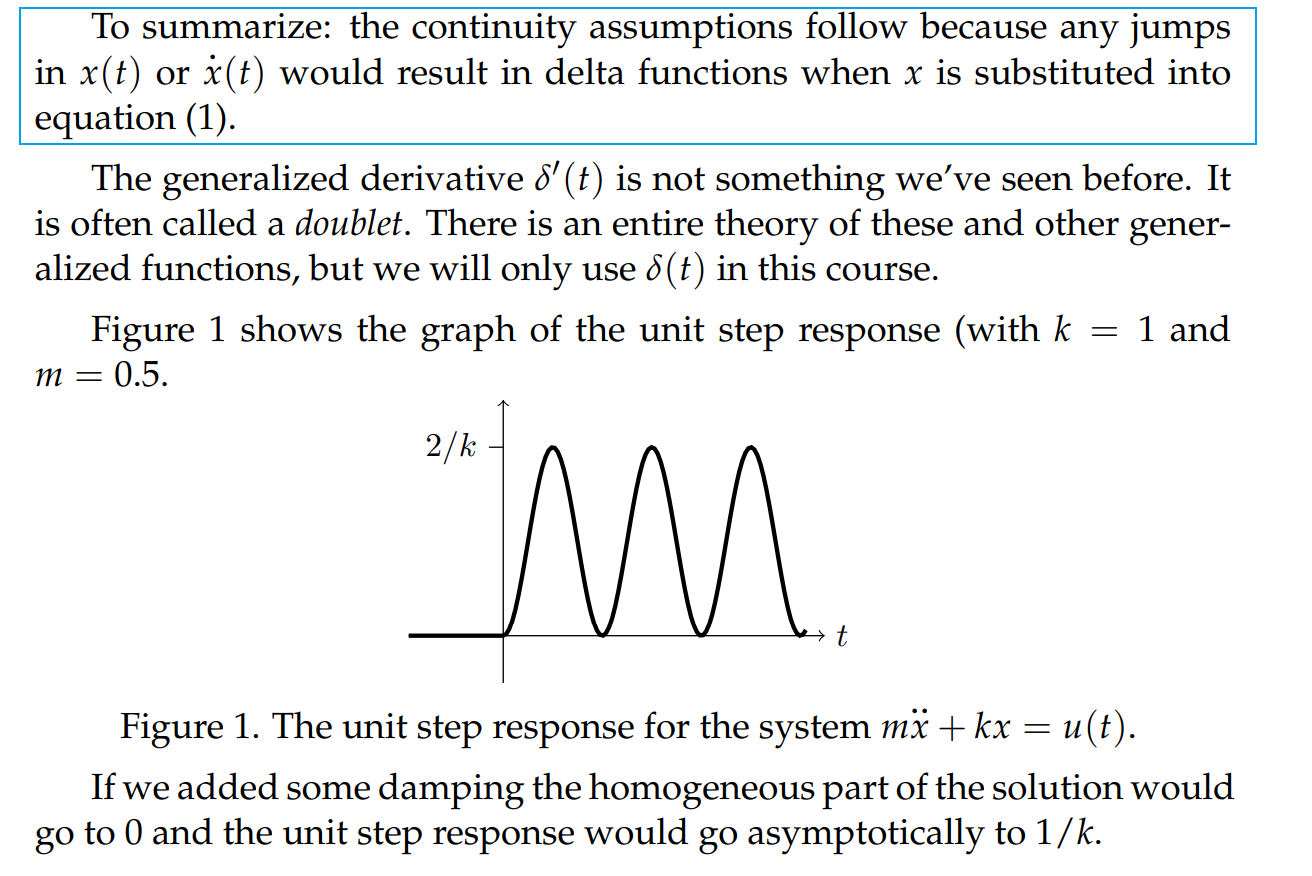 To summarize: the continuity assumptions follow because any jumps
in x(t) or ẋ(t) would result in delta functions when x is substituted into
equation (1).
The generalized derivative δ′(t) is not something we've seen before. It
is often called a doublet. There is an entire theory of these and other gener-
alized functions, but we will only use δ(t) in this course.
Figure 1 shows the graph of the unit step response (with k = 1 and
m = 0.5.
2/k
t
Figure 1. The unit step response for the system mẍ + kx = u(t).
If we added some damping the homogeneous part of the solution would
go to 0 and the unit step response would go asymptotically to 1/k.